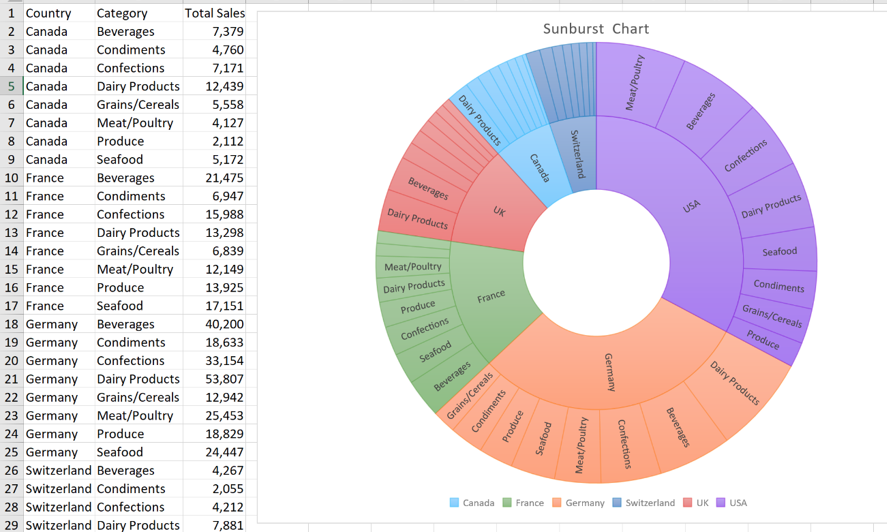 1 Country Category Total Sales
2 Canada Beverages 7,379
3 Canada Condiments 4,760
4 Canada Confections 7,171
5 Canada Dairy Products 12,439
6 Canada Grains/Cereals 5,558
7 Canada Meat/Poultry 4,127
8 Canada Produce 2,112
9 Canada Seafood 5,172
10 France Beverages 21,475
11 France Condiments 6,947
12 France Confections 15,988
13 France Dairy Products 13,298
14 France Grains/Cereals 6,839
15 France Meat/Poultry 12,149
16 France Produce 13,925
17 France Seafood 17,151
18 Germany Beverages 40,200
19 Germany Condiments 18,633
20 Germany Confections 33,154
21 Germany Dairy Products 53,807
22 Germany Grains/Cereals 12,942
23 Germany Meat/Poultry 25,453
24 Germany Produce 18,829
25 Germany Seafood 24,447
26 Switzerland Beverages 4,267
27 Switzerland Condiments 2,055
28 Switzerland Confections 4,212
29 Switzerland Dairy Products 7,881
Sunburst Chart
USA
Meat/Poultry
Beverages
Confections
Dairy Products
Seafood
Condiments
Grains/Cereals
Produce
Germany
Dairy Products
Beverages
Confections
Meat/Poultry
Seafood
Produce
Condiments
Grains/Cereals
France
Beverages
Seafood
Confections
Produce
Dairy Products
Meat/Poultry
UK
Dairy Products
Beverages
Canada
Dairy Products
Switzerland
Canada France Germany Switzerland UK USA